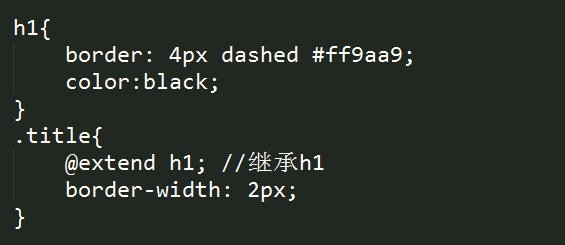 h1{
    border: 4px dashed #ff9aa9;
    color:black;
}
.title{
    @extend h1; //继承h1
    border-width: 2px;
}